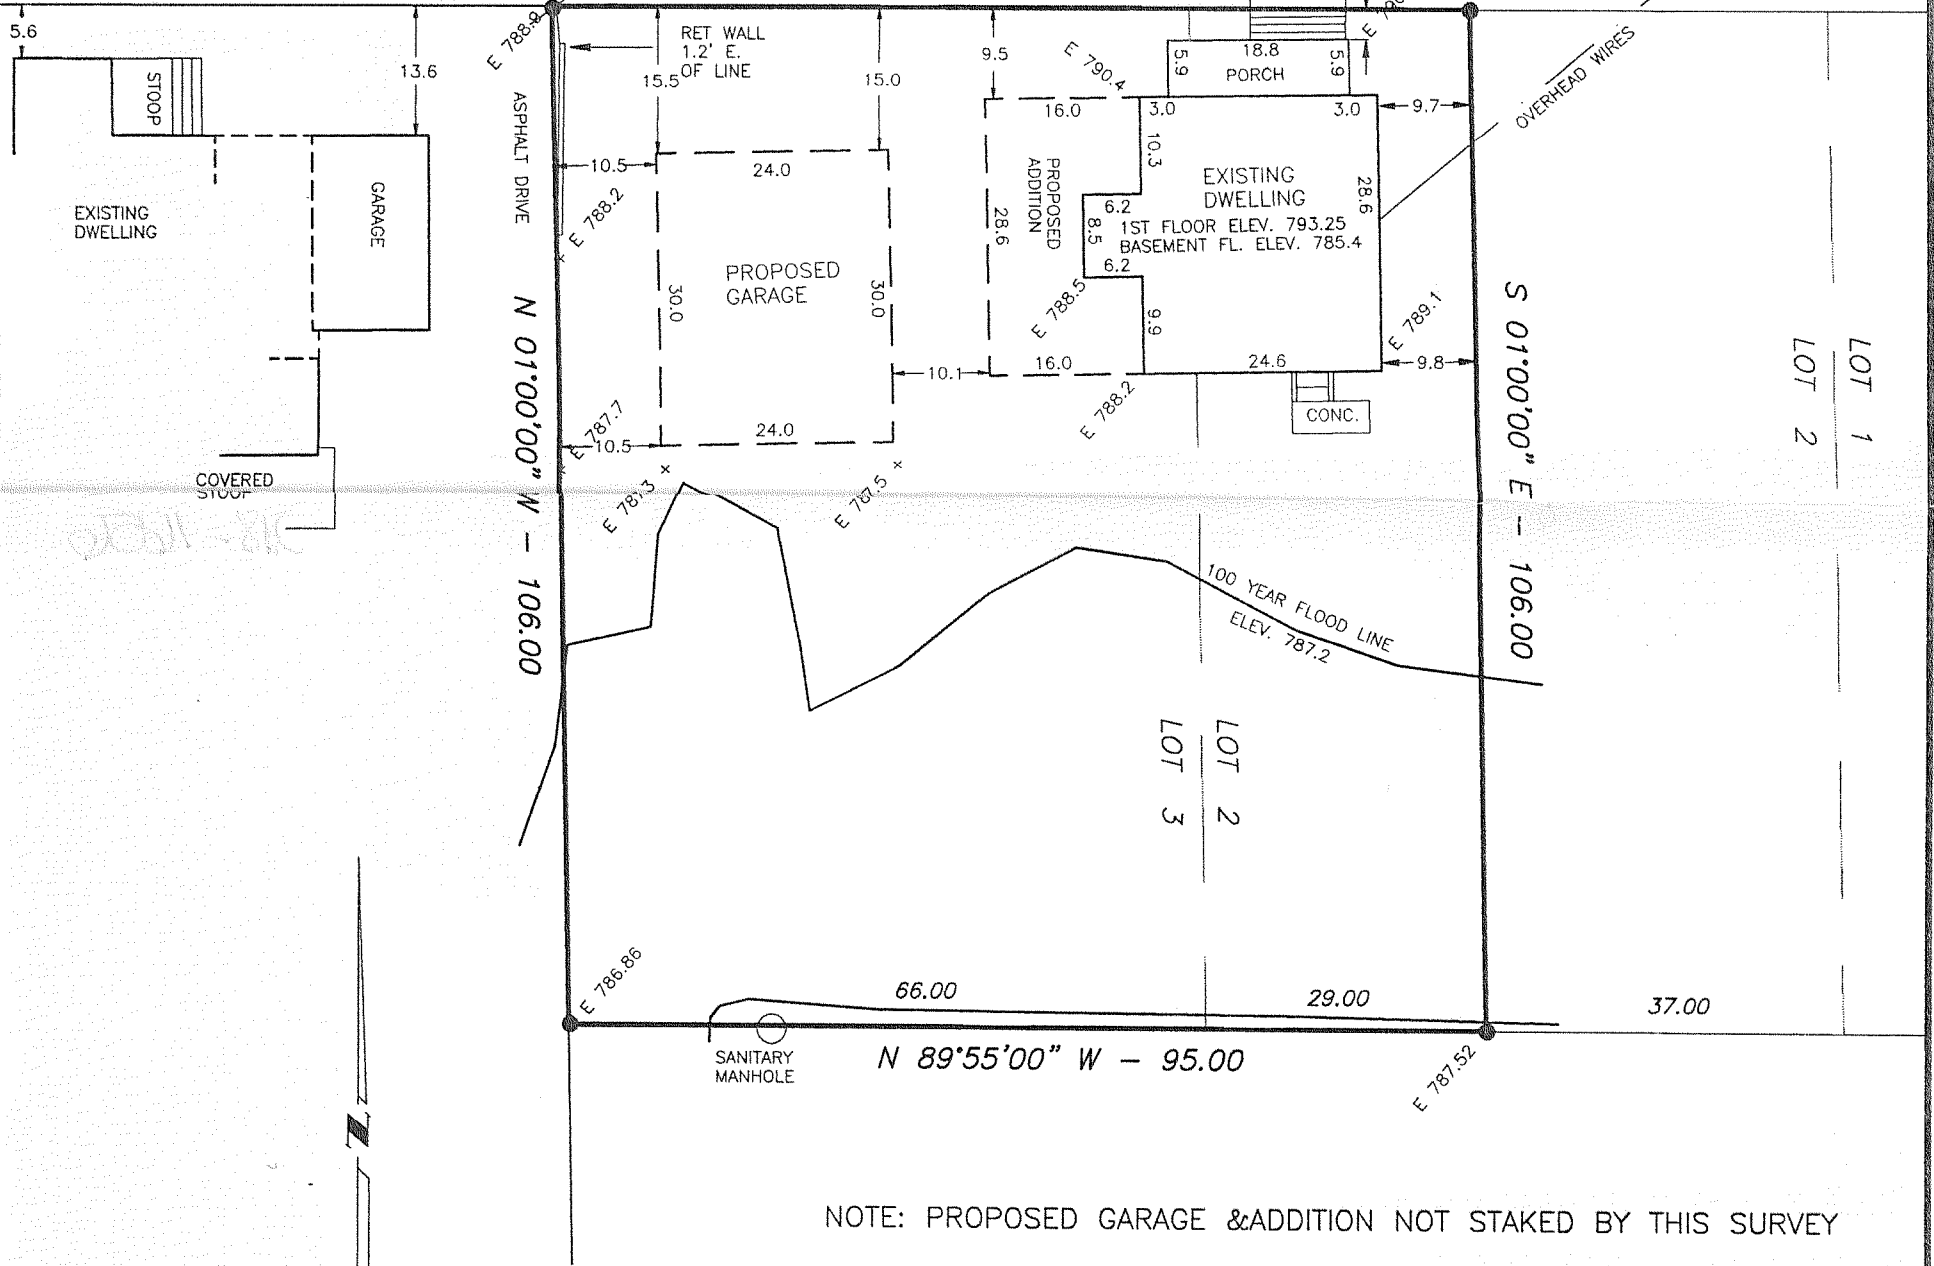 5.6
13.6
STOOP
GARAGE
EXISTING
DWELLING
COVERED
STOOP
E 788.9
ASPHALT DRIVE
RET WALL
1.2' E.
OF LINE
15.5
15.0
9.5
10.5
24.0
E 788.2
PROPOSED
GARAGE
30.0
30.0
24.0
10.5
E 787.7
E 787.3
E 787.5
10.1
E 790.4
16.0
PROPOSED
ADDITION
28.6
16.0
5.9
18.8
5.9
PORCH
3.0
3.0
10.3
EXISTING
DWELLING
1ST FLOOR ELEV. 793.25
BASEMENT FL. ELEV. 785.4
6.2
8.5
6.2
9.9
28.6
24.6
E 788.5
E 788.2
E 789.1
9.7
9.8
CONC.
OVERHEAD WIRES
N 01°00'00" W - 106.00
S 01°00'00" E - 106.00
LOT 1
LOT 2
100 YEAR FLOOD LINE
ELEV. 787.2
LOT 2
LOT 3
E 786.86
66.00
29.00
37.00
SANITARY
MANHOLE
N 89°55'00" W - 95.00
E 787.52
N
NOTE: PROPOSED GARAGE &ADDITION NOT STAKED BY THIS SURVEY